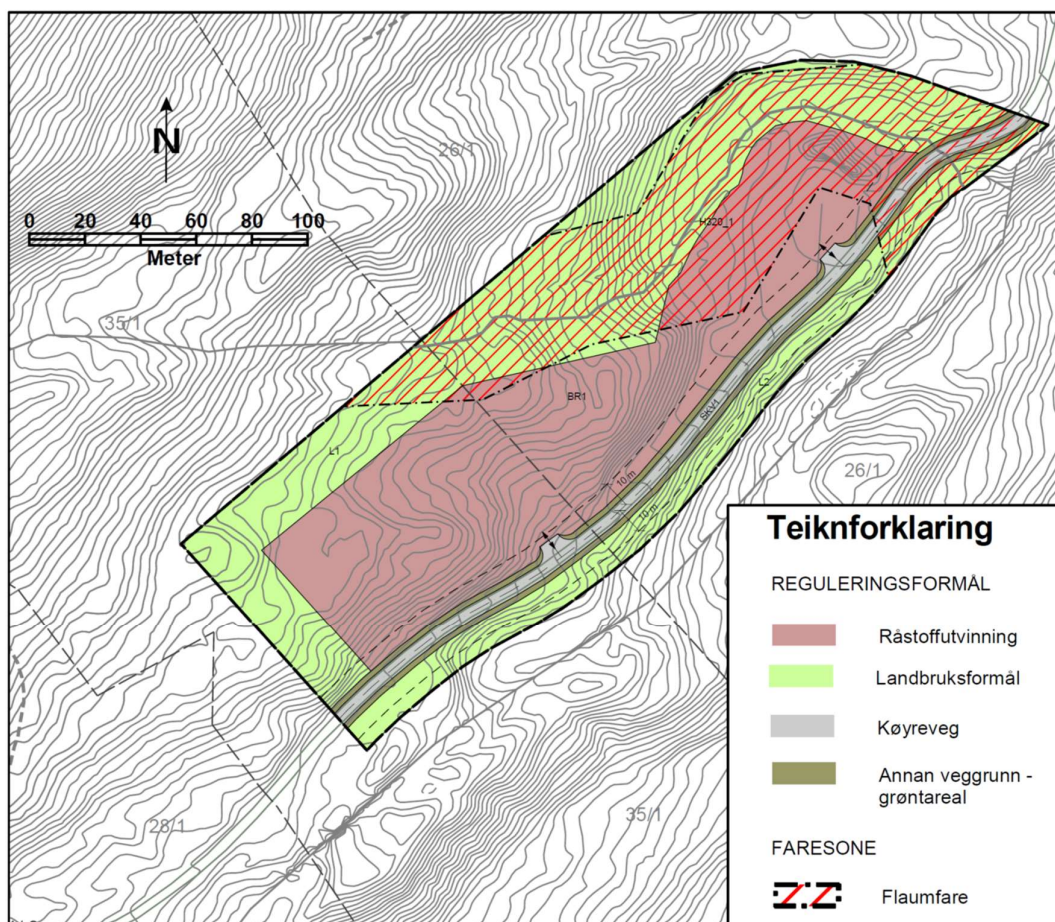 26/1
N
0 20 40 60 80 100
Meter
H320_1
35/1
BR1
L2
SKV1
L1
26/1
10 m
10 m
28/1
35/1
Teiknforklaring
REGULERINGSFORMÅL
Råstoffutvinning
Landbruksformål
Køyreveg
Annan veggrunn -
grøntareal
FARESONE
Flaumfare